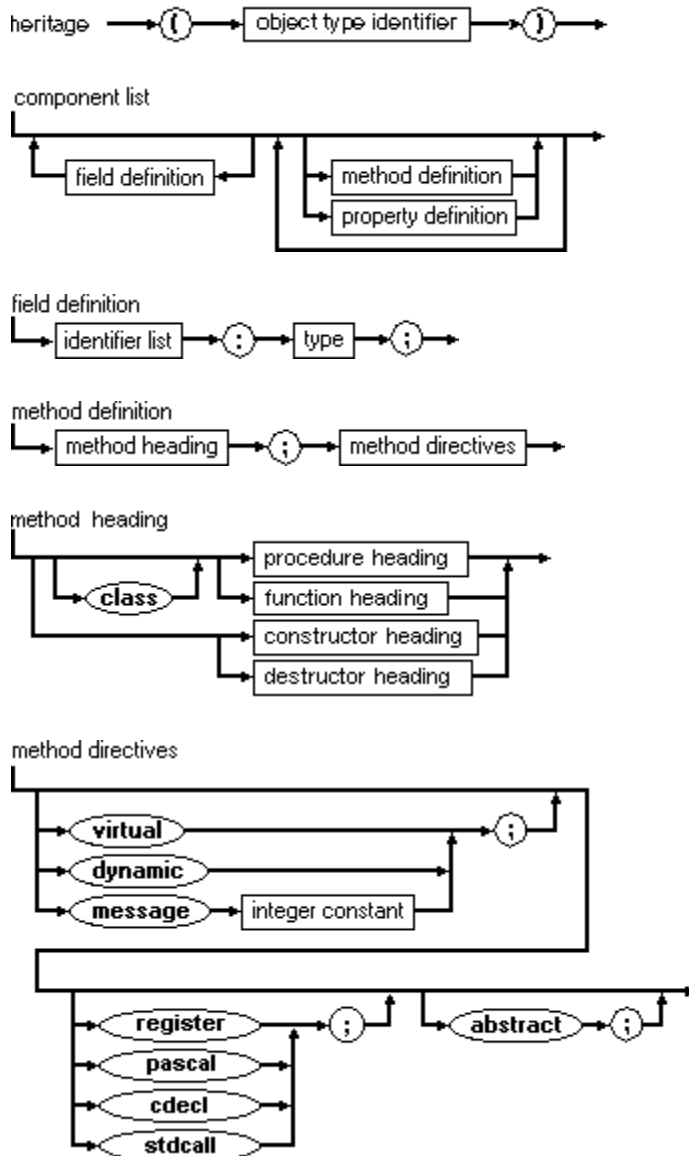 heritage ( object type identifier )
component list
field definition
method definition
property definition
field definition
identifier list : type ;
method definition
method heading ; method directives
method heading
procedure heading
class
function heading
constructor heading
destructor heading
method directives
virtual ;
dynamic
message integer constant
register ; abstract ;
pascal
cdecl
stdcall